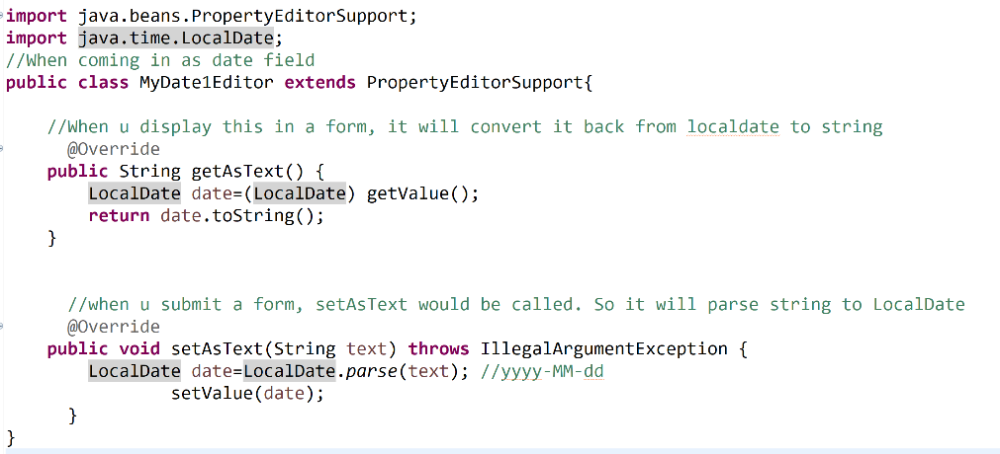 import java.beans.PropertyEditorSupport;
import java.time.LocalDate;
//When coming in as date field
public class MyDate1Editor extends PropertyEditorSupport{
//When u display this in a form, it will convert it back from localdate to string
@Override
public String getAsText() {
LocalDate date=(LocalDate) getValue();
return date.toString();
}
//when u submit a form, setAsText would be called. So it will parse string to LocalDate
@Override
public void setAsText(String text) throws IllegalArgumentException {
LocalDate date=LocalDate.parse(text); //yyyy-MM-dd
setValue(date);
}
}